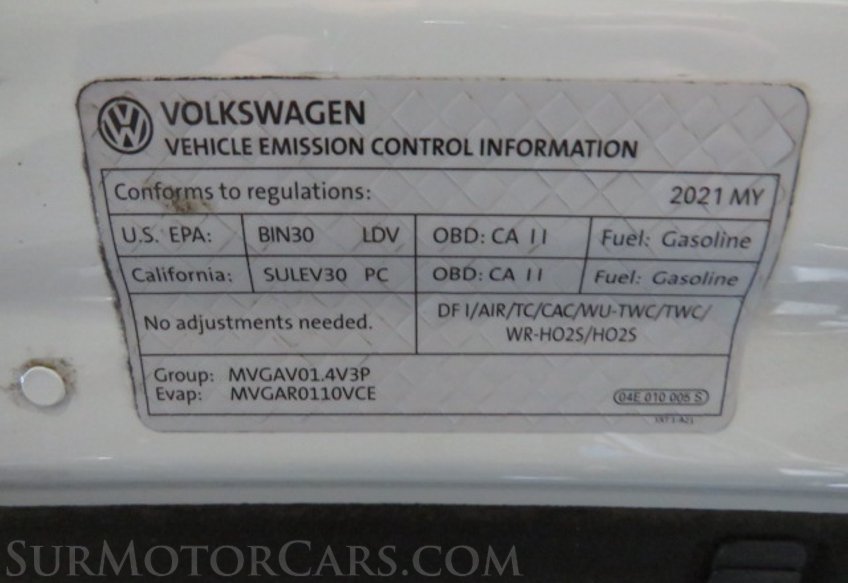 VOLKSWAGEN
VEHICLE EMISSION CONTROL INFORMATION
Conforms to regulations: 2021 MY
U.S. EPA: BIN30 LDV OBD: CA II Fuel: Gasoline
California: SULEV30 PC OBD: CA II Fuel: Gasoline
No adjustments needed. DFI/AIR/TC/CAC/WU-TWC/TWC/
WR-HO2S/HO2S
Group: MVGAV01.4V3P
Evap: MVGAR0110VCE 04E 010 005 S
SURMOTORCARS.COM